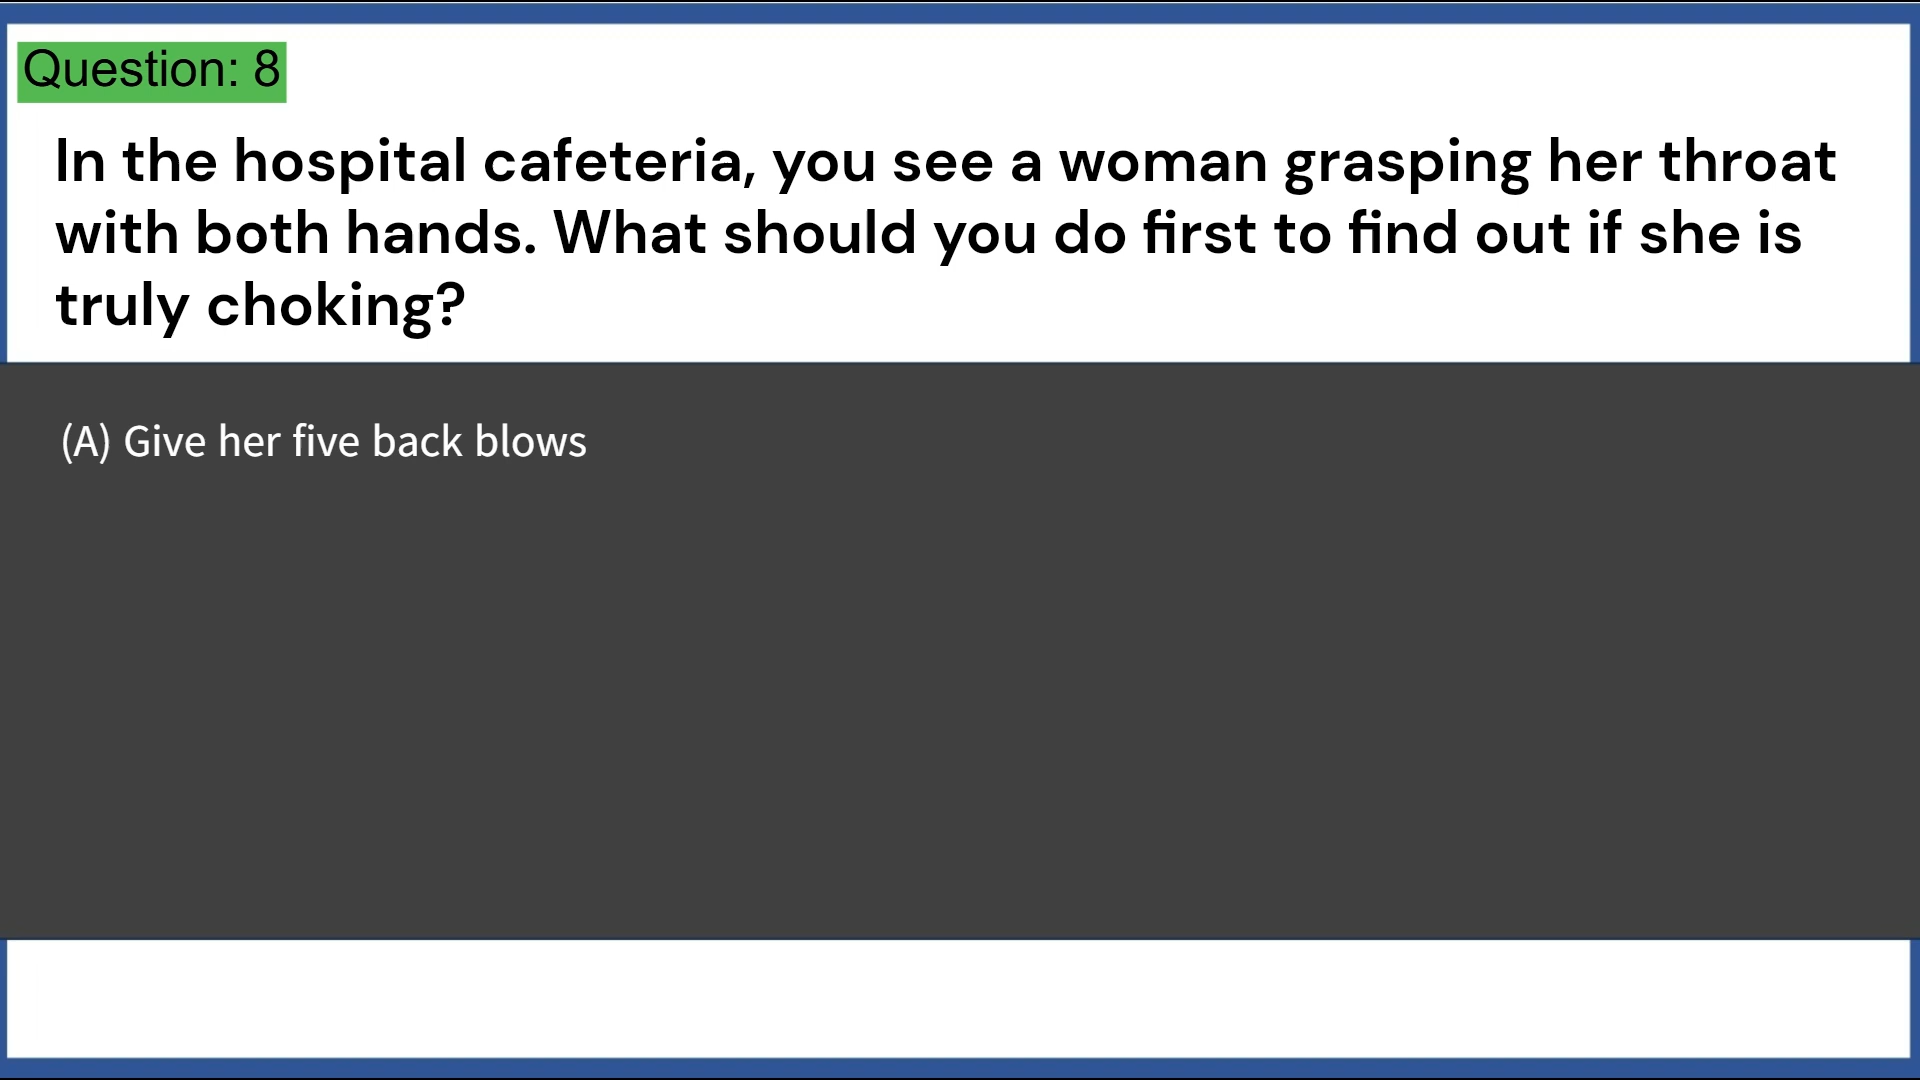 Question: 8
In the hospital cafeteria, you see a woman grasping her throat
with both hands. What should you do first to find out if she is
truly choking?
(A) Give her five back blows